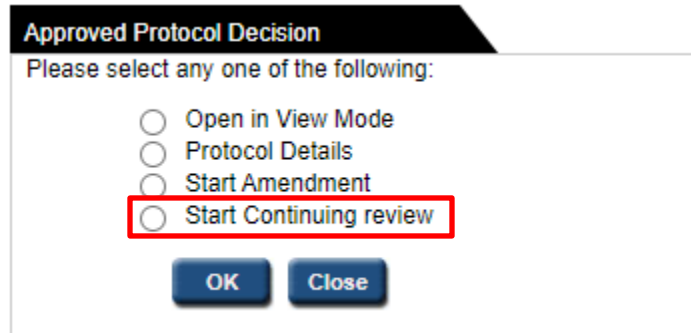 Approved Protocol Decision
Please select any one of the following:
Open in View Mode
Protocol Details
Start Amendment
Start Continuing review
OK Close